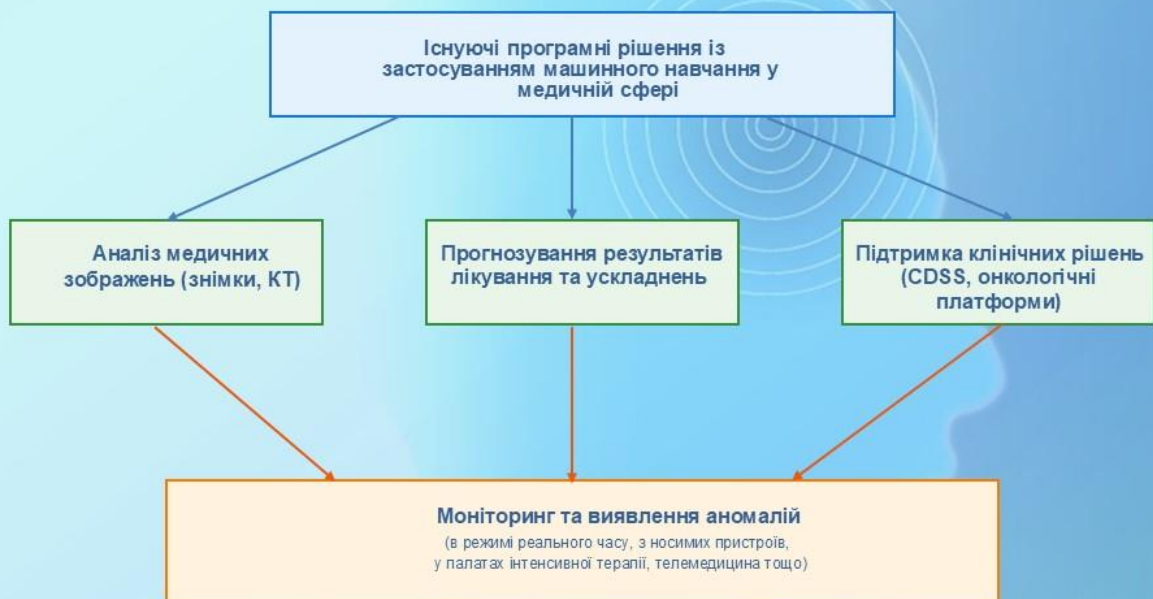 Існуючі програмні рішення із
застосуванням машинного навчання у
медичній сфері
Аналіз медичних
зображень (знімки, КТ)
Прогнозування результатів
лікування та ускладнень
Підтримка клінічних рішень
(CDSS, онкологічні
платформи)
Моніторинг та виявлення аномалій
(в режимі реального часу, з носимих пристроїв,
у палатах інтенсивної терапії, телемедицина тощо)